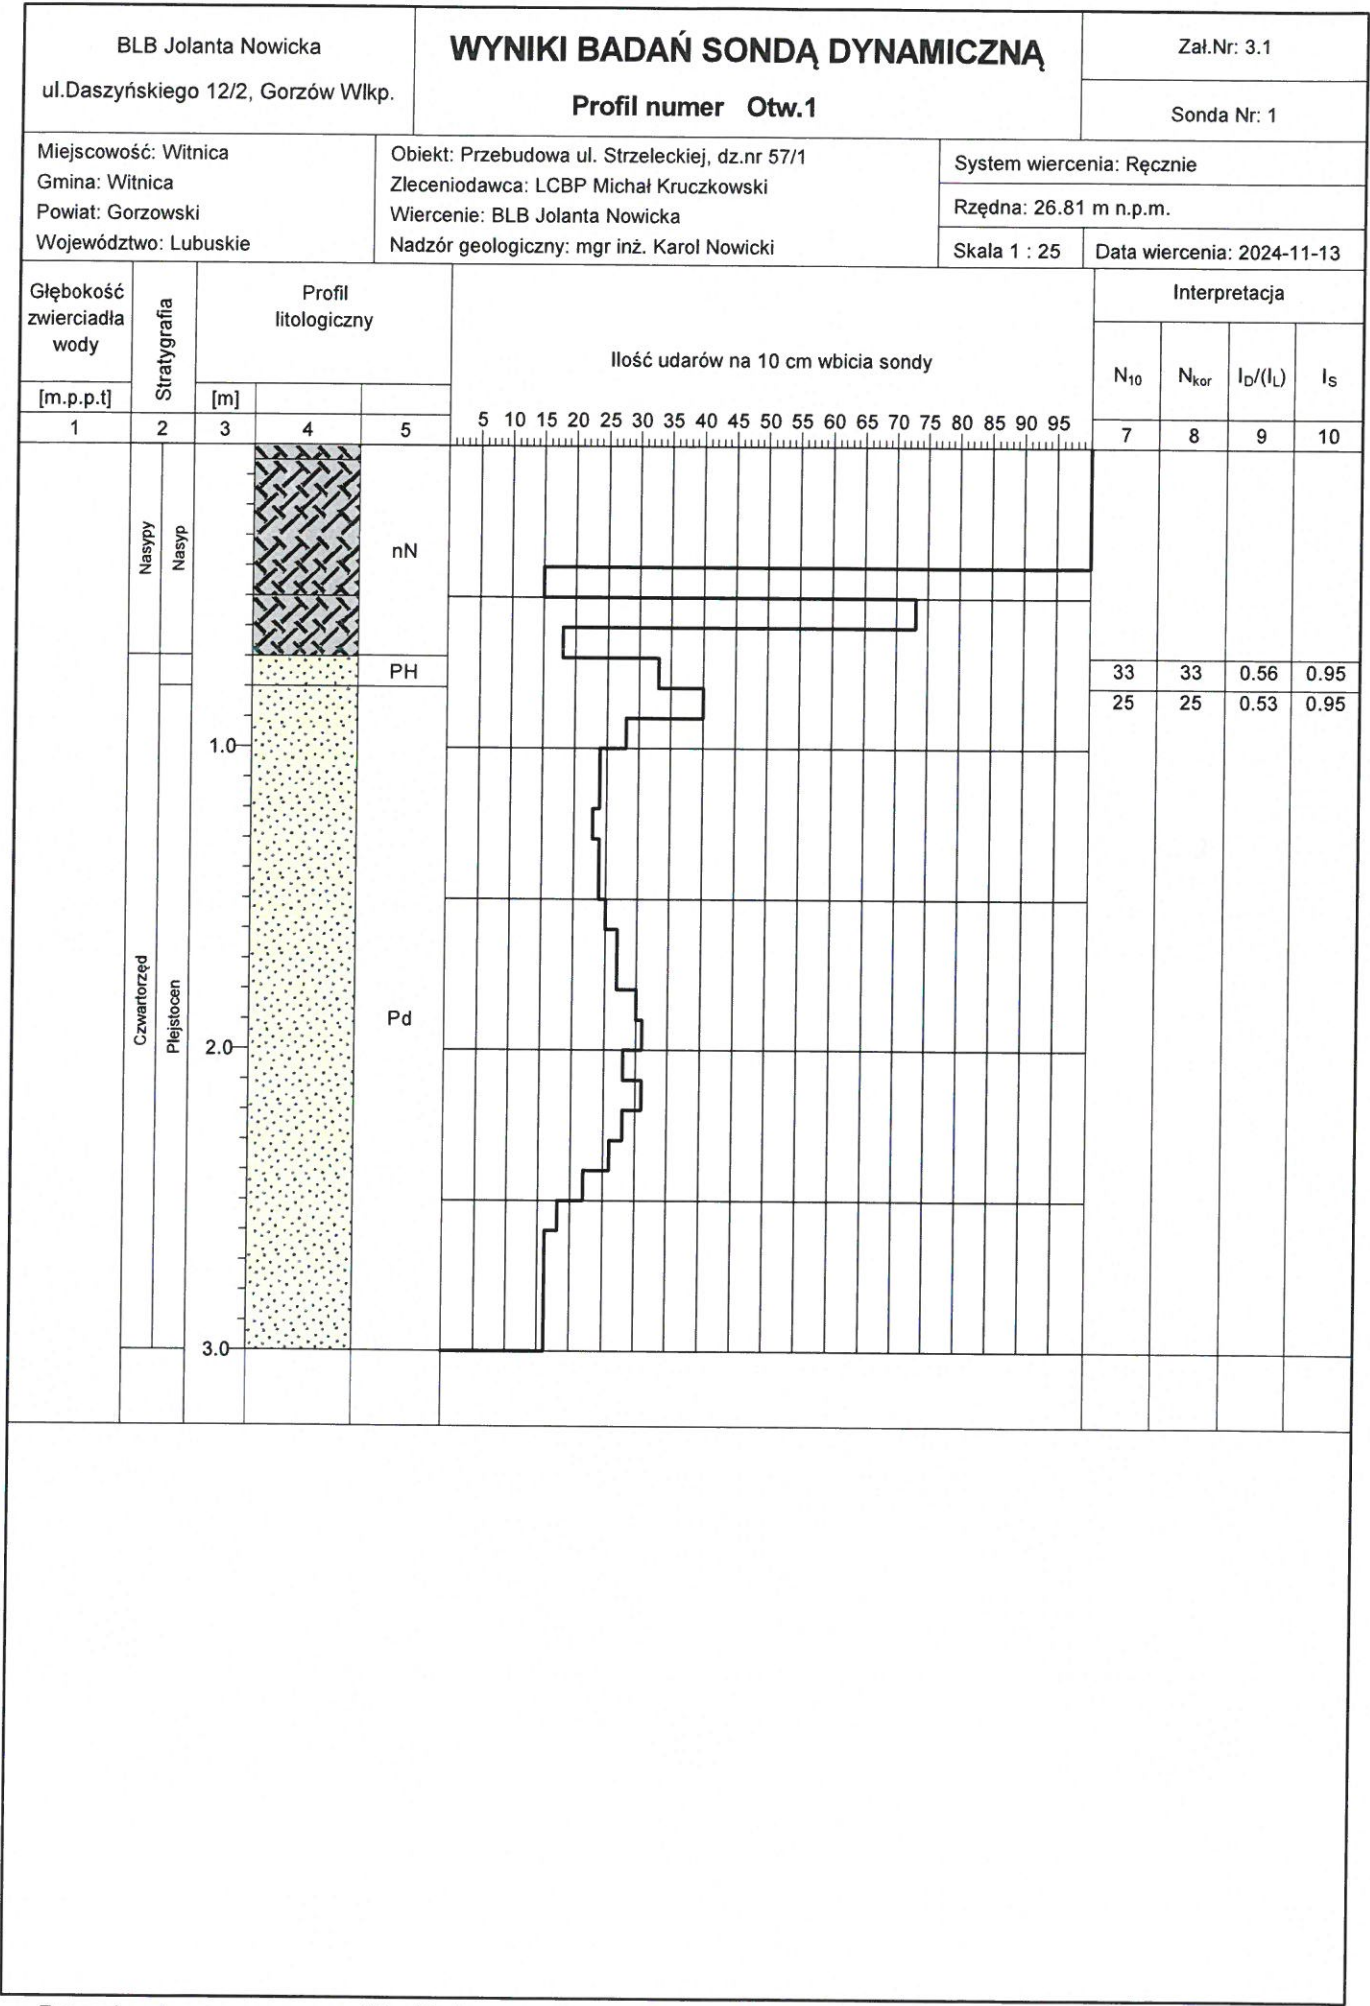 BLB Jolanta Nowicka
ul.Daszyńskiego 12/2, Gorzów Wlkp.
WYNIKI BADAŃ SONDĄ DYNAMICZNĄ
Profil numer Otw.1
Zał.Nr: 3.1
Sonda Nr: 1
Miejscowość: Witnica
Gmina: Witnica
Powiat: Gorzowski
Województwo: Lubuskie
Obiekt: Przebudowa ul. Strzeleckiej, dz.nr 57/1
Zleceniodawca: LCBP Michał Kruczkowski
Wiercenie: BLB Jolanta Nowicka
Nadzór geologiczny: mgr inż. Karol Nowicki
System wiercenia: Ręcznie
Rzędna: 26.81 m n.p.m.
Skala 1 : 25
Data wiercenia: 2024-11-13
Głębokość
zwierciadła
wody
[m.p.p.t]
Stratygrafia
Profil
litologiczny
[m]
Ilość udarów na 10 cm wbicia sondy
Interpretacja
N10
Nkor
ID/(IL)
IS
5 10 15 20 25 30 35 40 45 50 55 60 65 70 75 80 85 90 95
1 2 3 4 5 7 8 9 10
Nasypy
Nasyp
nN
PH
33 33 0.56 0.95
25 25 0.53 0.95
1.0
Czwartorzęd
Plejstocen
Pd
2.0
3.0